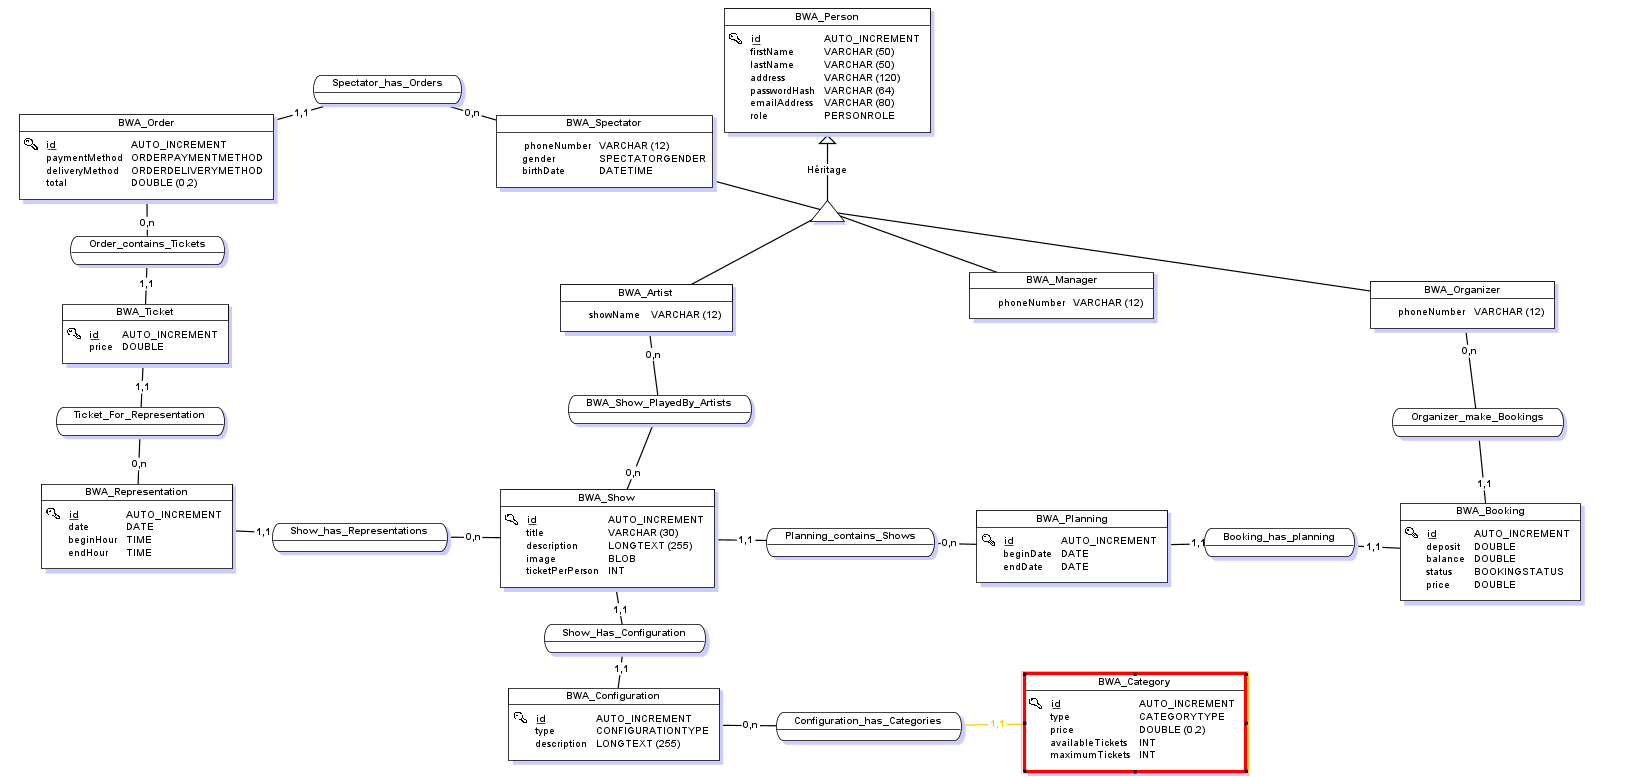 BWA_Person
id AUTO_INCREMENT
firstName VARCHAR (50)
lastName VARCHAR (50)
address VARCHAR (120)
passwordHash VARCHAR (64)
emailAddress VARCHAR (80)
role PERSONROLE
Spectator_has_Orders
1,1
0,n
BWA_Order
id AUTO_INCREMENT
paymentMethod ORDERPAYMENTMETHOD
deliveryMethod ORDERDELIVERYMETHOD
total DOUBLE (0,2)
BWA_Spectator
phoneNumber VARCHAR (12)
gender SPECTATORGENDER
birthDate DATETIME
Héritage
0,n
Order_contains_Tickets
1,1
BWA_Ticket
id AUTO_INCREMENT
price DOUBLE
BWA_Artist
showName VARCHAR (12)
BWA_Manager
phoneNumber VARCHAR (12)
BWA_Organizer
phoneNumber VARCHAR (12)
1,1
Ticket_For_Representation
0,n
0,n
BWA_Show_PlayedBy_Artists
0,n
0,n
Organizer_make_Bookings
1,1
BWA_Representation
id AUTO_INCREMENT
date DATE
beginHour TIME
endHour TIME
1,1
Show_has_Representations
0,n
BWA_Show
id AUTO_INCREMENT
title VARCHAR (30)
description LONGTEXT (255)
image BLOB
ticketPerPerson INT
1,1
Planning_contains_Shows
0,n
BWA_Planning
id AUTO_INCREMENT
beginDate DATE
endDate DATE
1,1
Booking_has_planning
1,1
BWA_Booking
id AUTO_INCREMENT
deposit DOUBLE
balance DOUBLE
status BOOKINGSTATUS
price DOUBLE
1,1
Show_Has_Configuration
1,1
BWA_Configuration
id AUTO_INCREMENT
type CONFIGURATIONTYPE
description LONGTEXT (255)
0,n
Configuration_has_Categories
1,1
BWA_Category
id AUTO_INCREMENT
type CATEGORYTYPE
price DOUBLE (0,2)
availableTickets INT
maximumTickets INT